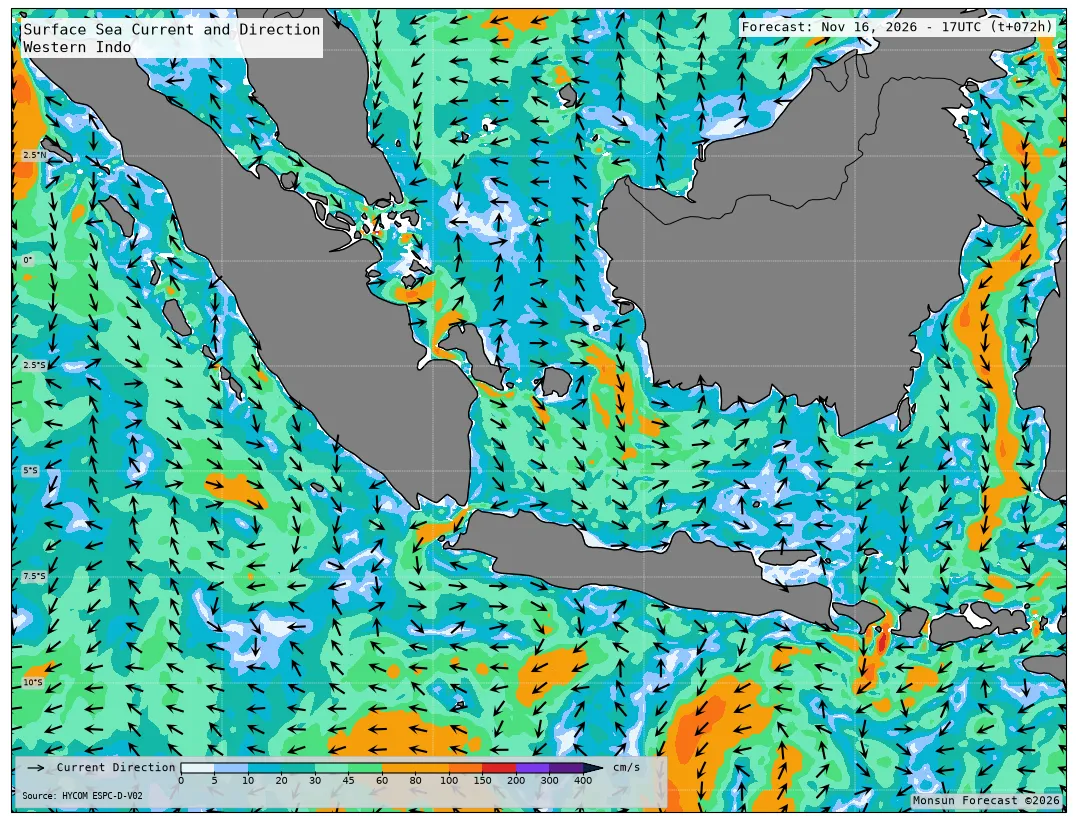 Surface Sea Current and Direction
Western Indo
Forecast: Nov 16, 2026 - 17UTC (t+072h)
2.5°N
0°
2.5°S
5°S
7.5°S
10°S
Current Direction
cm/s
0 5 10 20 30 45 60 80 100 150 200 300 400
Source: HYCOM ESPC-D-V02
Monsun Forecast ©2026